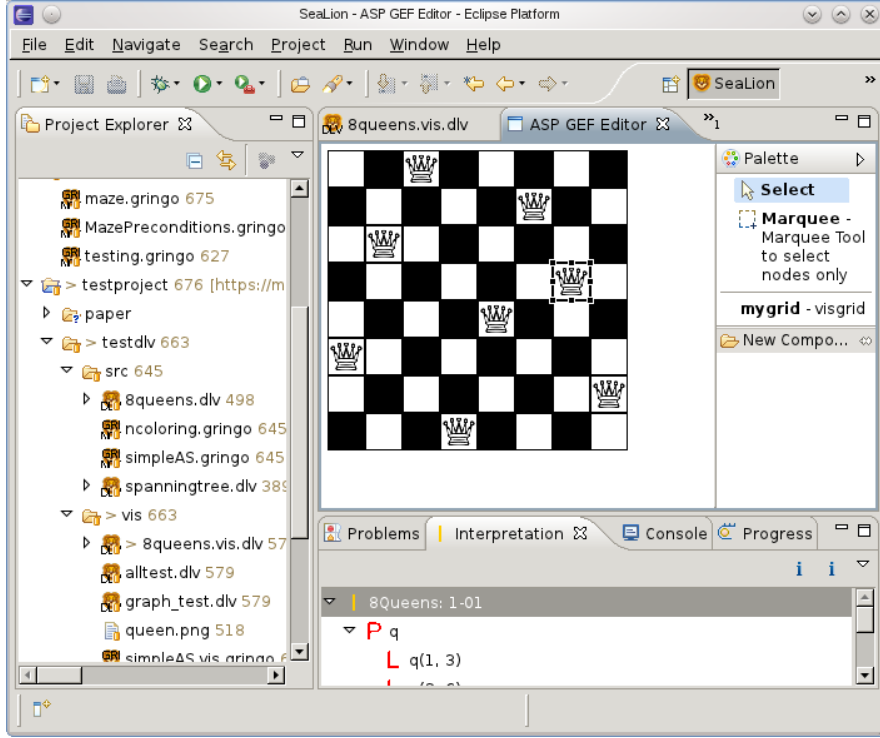 SeaLion - ASP GEF Editor - Eclipse Platform
File Edit Navigate Search Project Run Window Help
SeaLion
»
Project Explorer
8queens.vis.dlv
ASP GEF Editor
»1
maze.gringo 675
MazePreconditions.gringo
testing.gringo 627
> testproject 676 [https://m
paper
> testdlv 663
src 645
8queens.dlv 498
ncoloring.gringo 645
simpleAS.gringo 645
spanningtree.dlv 389
> vis 663
> 8queens.vis.dlv 57
alltest.dlv 579
graph_test.dlv 579
queen.png 518
simpleAS.vis.gringo
Palette
Select
Marquee -
Marquee Tool
to select
nodes only
mygrid - visgrid
New Compo...
Problems
Interpretation
Console
Progress
i i
8Queens: 1-01
P q
L q(1, 3)